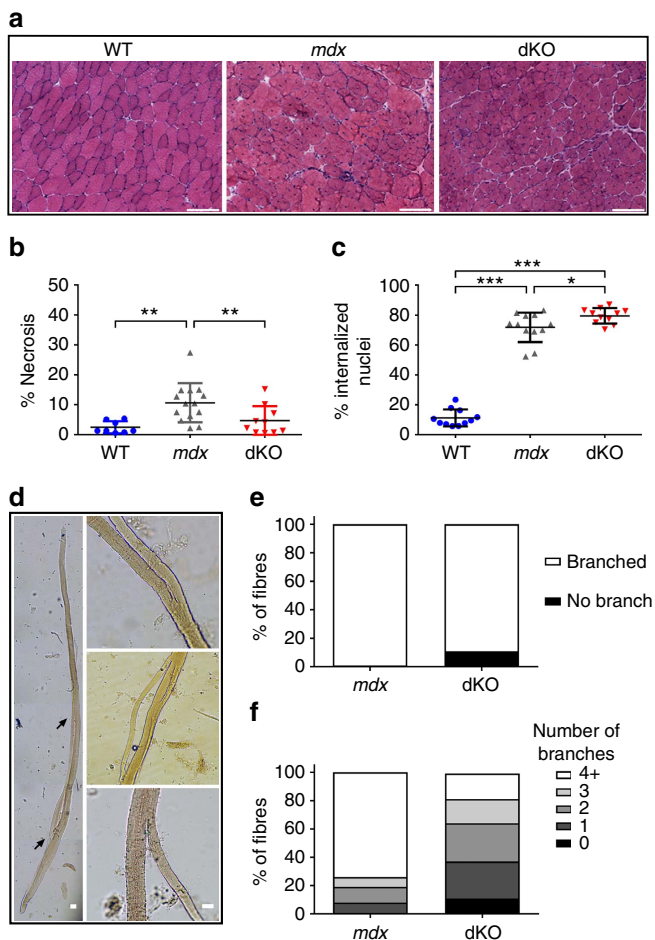 a
WT mdx dKO
b
% Necrosis
50
40
30
20
10
0
** **
WT mdx dKO
c
% internalized
nuclei
100
80
60
40
20
0
***
*** *
WT mdx dKO
d
e
% of fibres
100
80
60
40
20
0
mdx dKO
Branched
No branch
f
% of fibres
100
80
60
40
20
0
mdx dKO
Number of
branches
4+
3
2
1
0